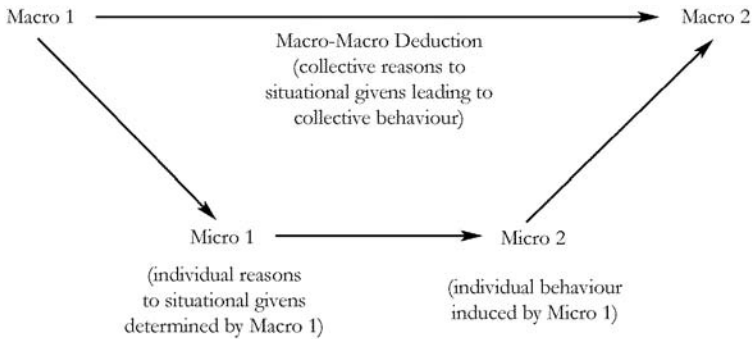 Macro 1
Macro 2
Macro-Macro Deduction
(collective reasons to
situational givens leading to
collective behaviour)
Micro 1
Micro 2
(individual reasons
to situational givens
determined by Macro 1)
(individual behaviour
induced by Micro 1)